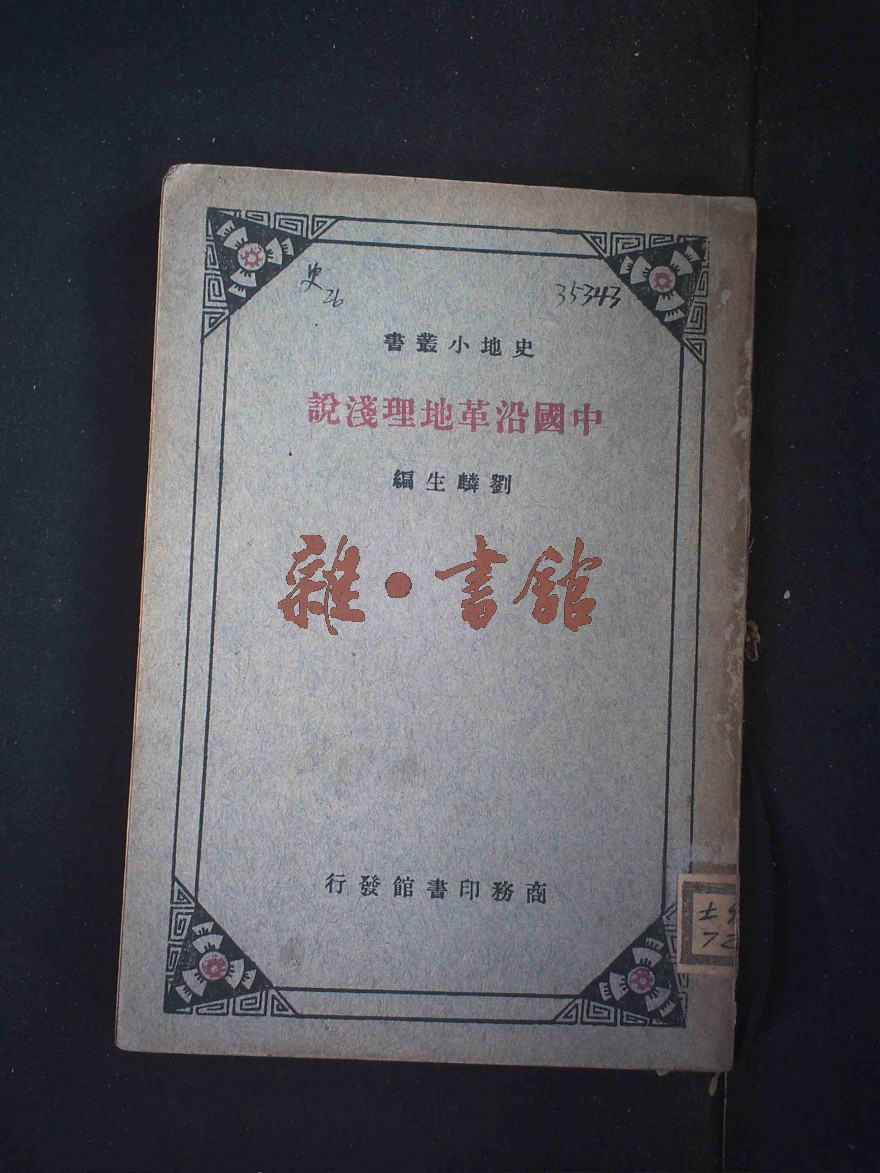 史26
35343
史地小叢書
中國沿革地理淺說
劉麟生編
雜·書館
商務印書館發行